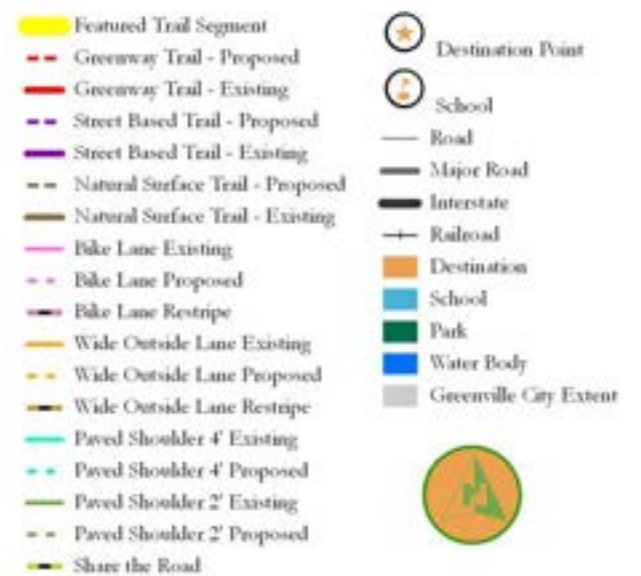 Featured Trail Segment
Greenway Trail - Proposed
Greenway Trail - Existing
Street Based Trail - Proposed
Street Based Trail - Existing
Natural Surface Trail - Proposed
Natural Surface Trail - Existing
Bike Lane Existing
Bike Lane Proposed
Bike Lane Restripe
Wide Outside Lane Existing
Wide Outside Lane Proposed
Wide Outside Lane Restripe
Paved Shoulder 4' Existing
Paved Shoulder 4' Proposed
Paved Shoulder 2' Existing
Paved Shoulder 2' Proposed
Share the Road
Destination Point
School
Road
Major Road
Interstate
Railroad
Destination
School
Park
Water Body
Greenville City Extent